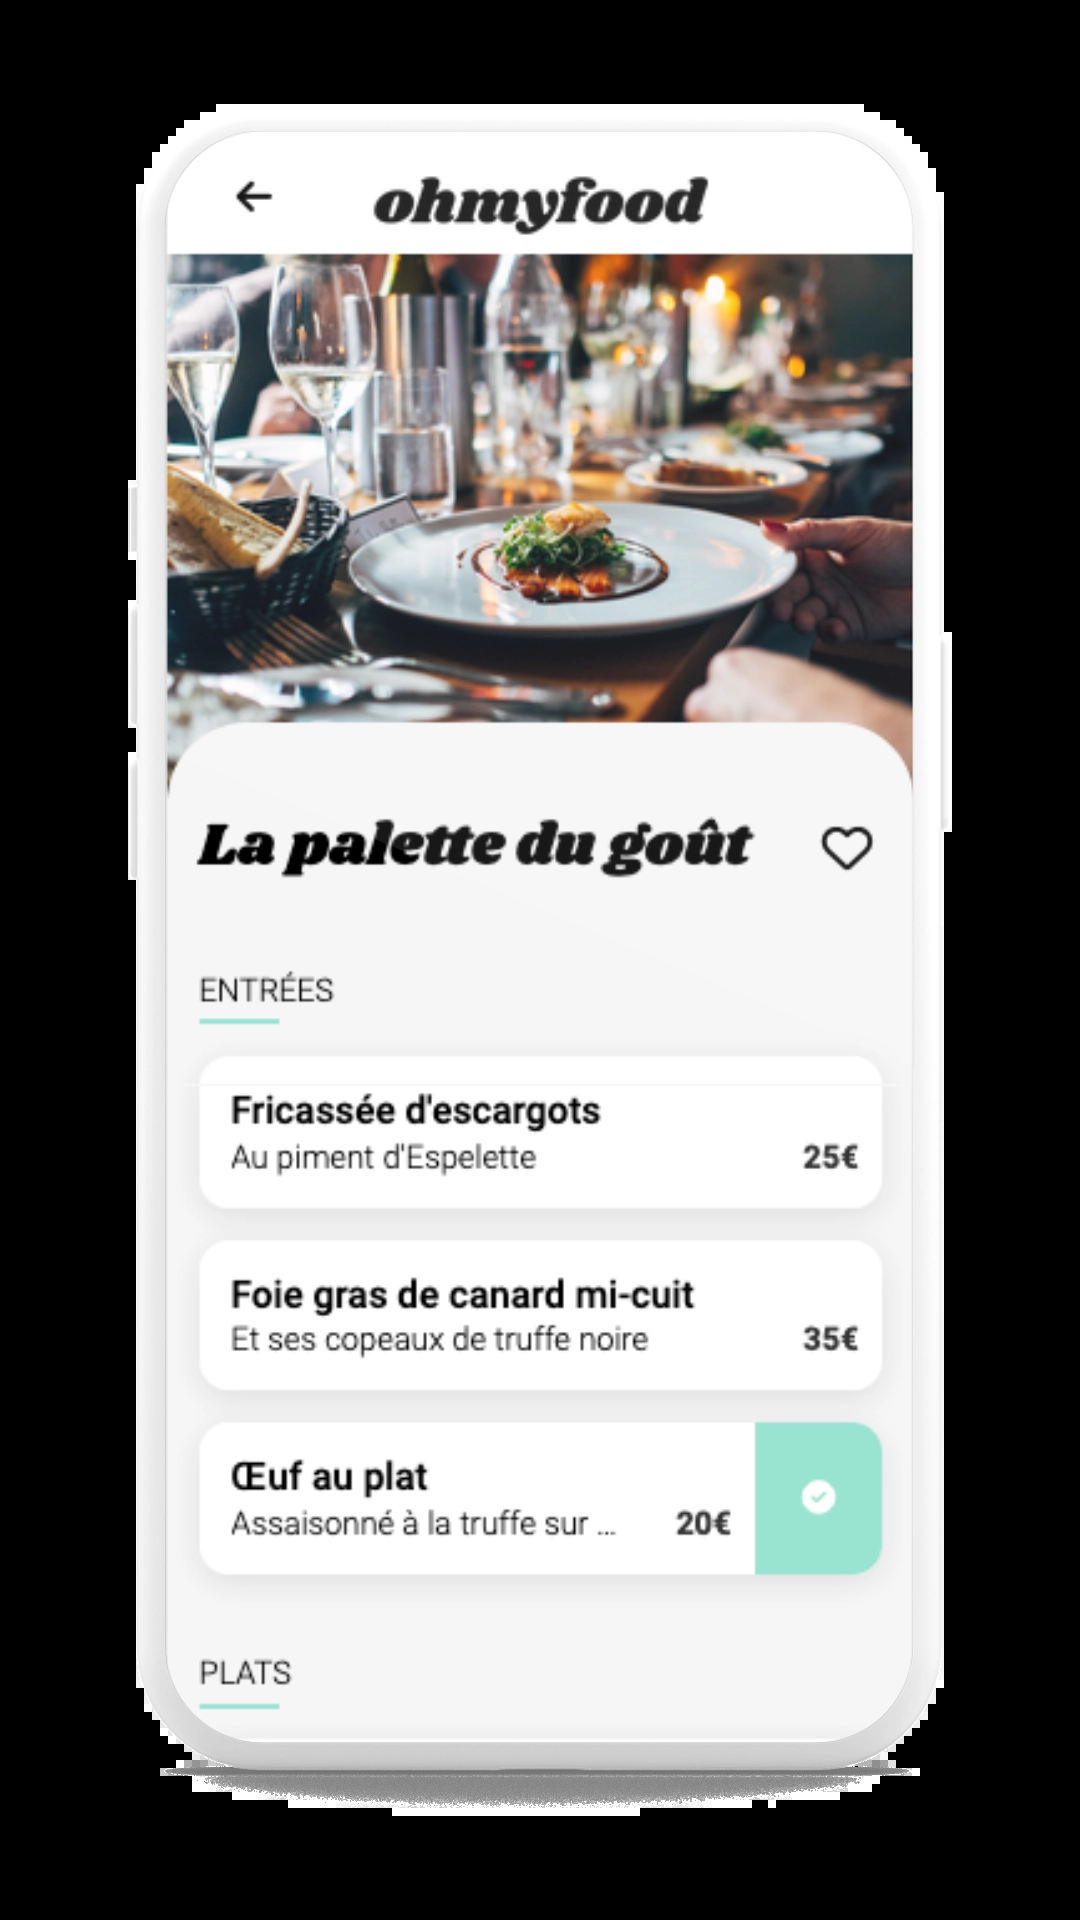 ohmyfood
La palette du goût
ENTRÉES
Fricassée d'escargots
Au piment d'Espelette 25€
Foie gras de canard mi-cuit
Et ses copeaux de truffe noire 35€
Œuf au plat
Assaisonné à la truffe sur ... 20€
PLATS